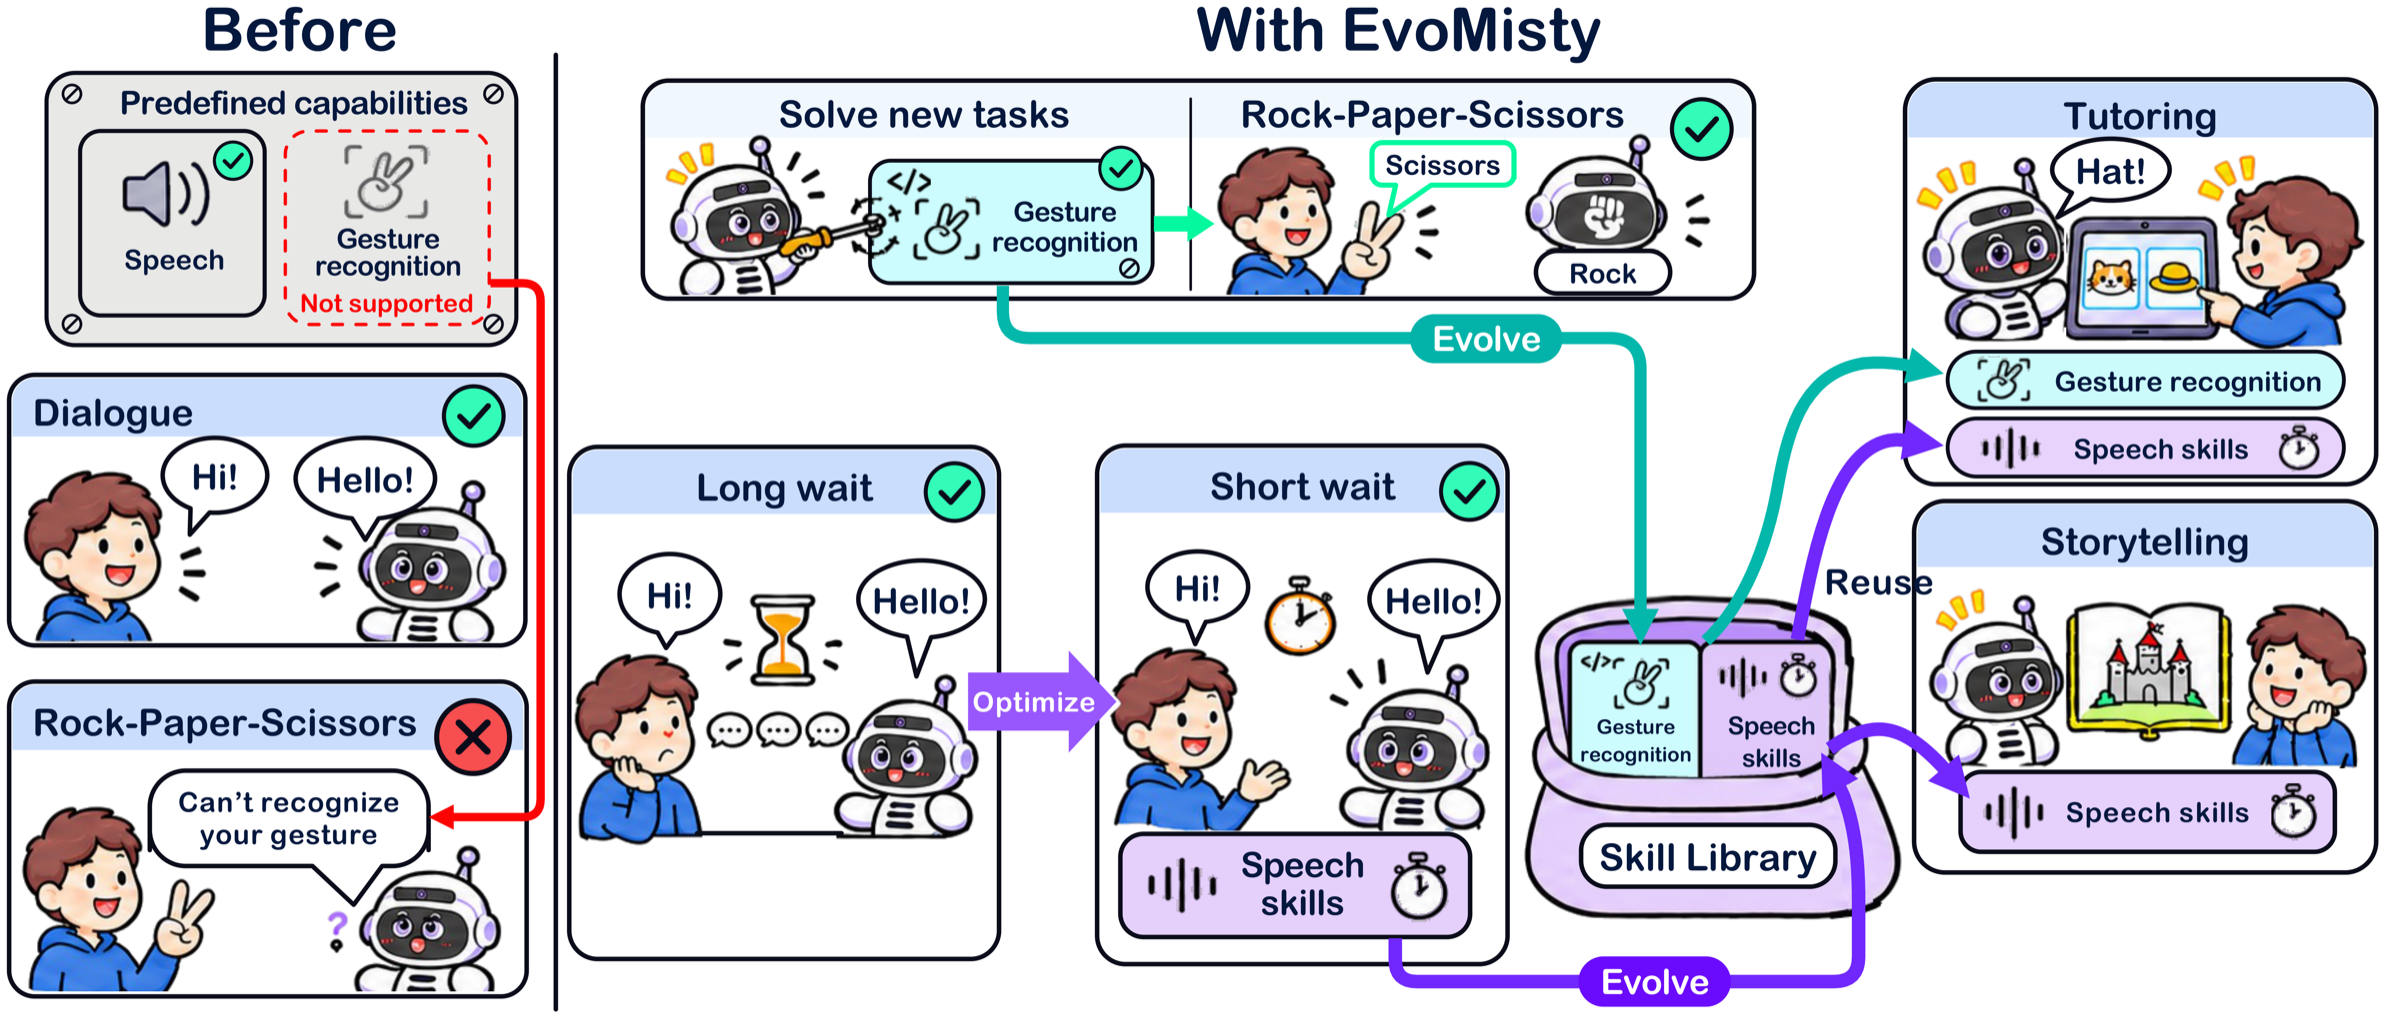 Before
Predefined capabilities
Speech
Gesture
recognition
Not supported
Dialogue
Hi!
Hello!
Rock-Paper-Scissors
Can't recognize
your gesture
?
With EvoMisty
Solve new tasks
</>
Gesture
recognition
Rock-Paper-Scissors
Scissors
Rock
Evolve
Long wait
Hi!
Hello!
Optimize
Short wait
Hi!
Hello!
Speech
skills
Evolve
</>r
Gesture
recognition
Speech
skills
Skill Library
Reuse
Tutoring
Hat!
Gesture recognition
Speech skills
Storytelling
Speech skills